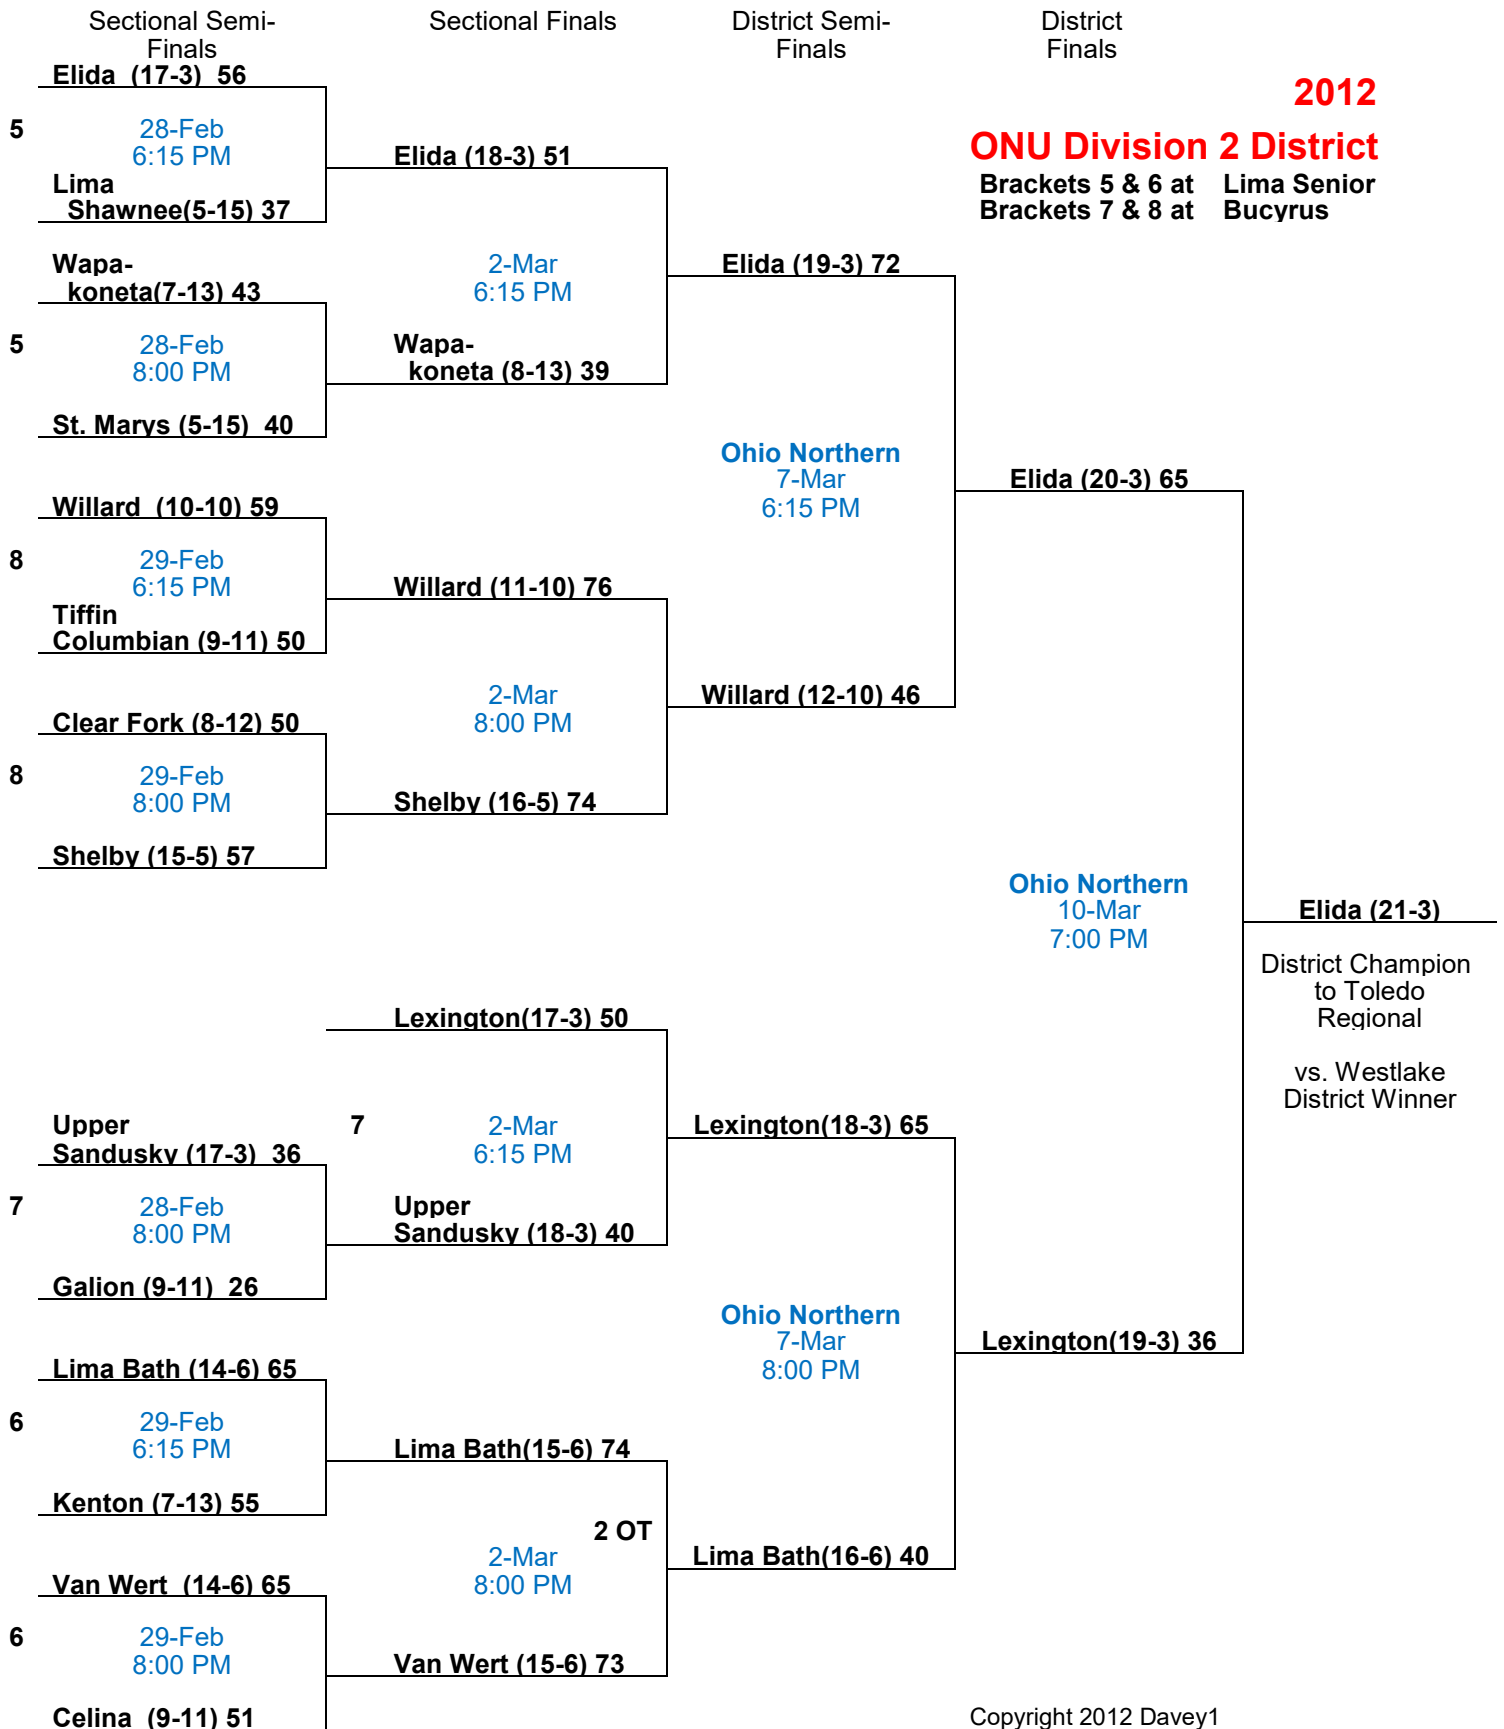 Sectional Semi-
Finals
Sectional Finals
District Semi-
Finals
District
Finals
2012
ONU Division 2 District
Brackets 5 & 6 at Lima Senior
Brackets 7 & 8 at Bucyrus
Elida (17-3) 56
5
28-Feb
6:15 PM
Lima
Shawnee(5-15) 37
Wapa-
koneta(7-13) 43
5
28-Feb
8:00 PM
St. Marys (5-15) 40
Willard (10-10) 59
8
29-Feb
6:15 PM
Tiffin
Columbian (9-11) 50
Clear Fork (8-12) 50
8
29-Feb
8:00 PM
Shelby (15-5) 57
Upper
Sandusky (17-3) 36
7
28-Feb
8:00 PM
Galion (9-11) 26
Lima Bath (14-6) 65
6
29-Feb
6:15 PM
Kenton (7-13) 55
Van Wert (14-6) 65
6
29-Feb
8:00 PM
Celina (9-11) 51
Elida (18-3) 51
2-Mar
6:15 PM
Wapa-
koneta (8-13) 39
Willard (11-10) 76
2-Mar
8:00 PM
Shelby (16-5) 74
Lexington(17-3) 50
7
2-Mar
6:15 PM
Upper
Sandusky (18-3) 40
Lima Bath(15-6) 74
2 OT
2-Mar
8:00 PM
Van Wert (15-6) 73
Elida (19-3) 72
Ohio Northern
7-Mar
6:15 PM
Willard (12-10) 46
Lexington(18-3) 65
Ohio Northern
7-Mar
8:00 PM
Lima Bath(16-6) 40
Elida (20-3) 65
Ohio Northern
10-Mar
7:00 PM
Lexington(19-3) 36
Elida (21-3)
District Champion
to Toledo
Regional
vs. Westlake
District Winner
Copyright 2012 Davey1